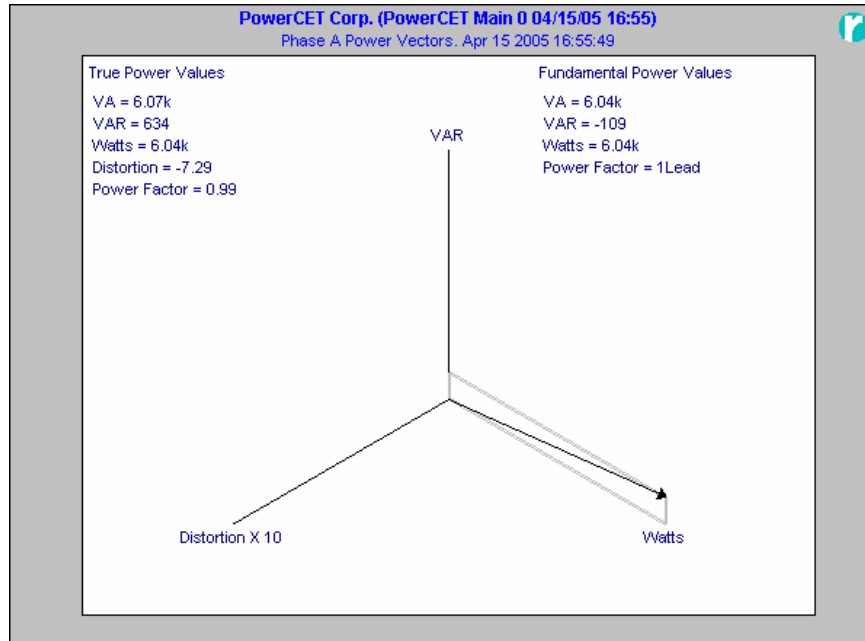 PowerCET Corp. (PowerCET Main 0 04/15/05 16:55)
Phase A Power Vectors. Apr 15 2005 16:55:49
r
True Power Values
VA = 6.07k
VAR = 634
Watts = 6.04k
Distortion = -7.29
Power Factor = 0.99
Fundamental Power Values
VA = 6.04k
VAR = -109
Watts = 6.04k
Power Factor = 1Lead
VAR
Distortion X 10
Watts